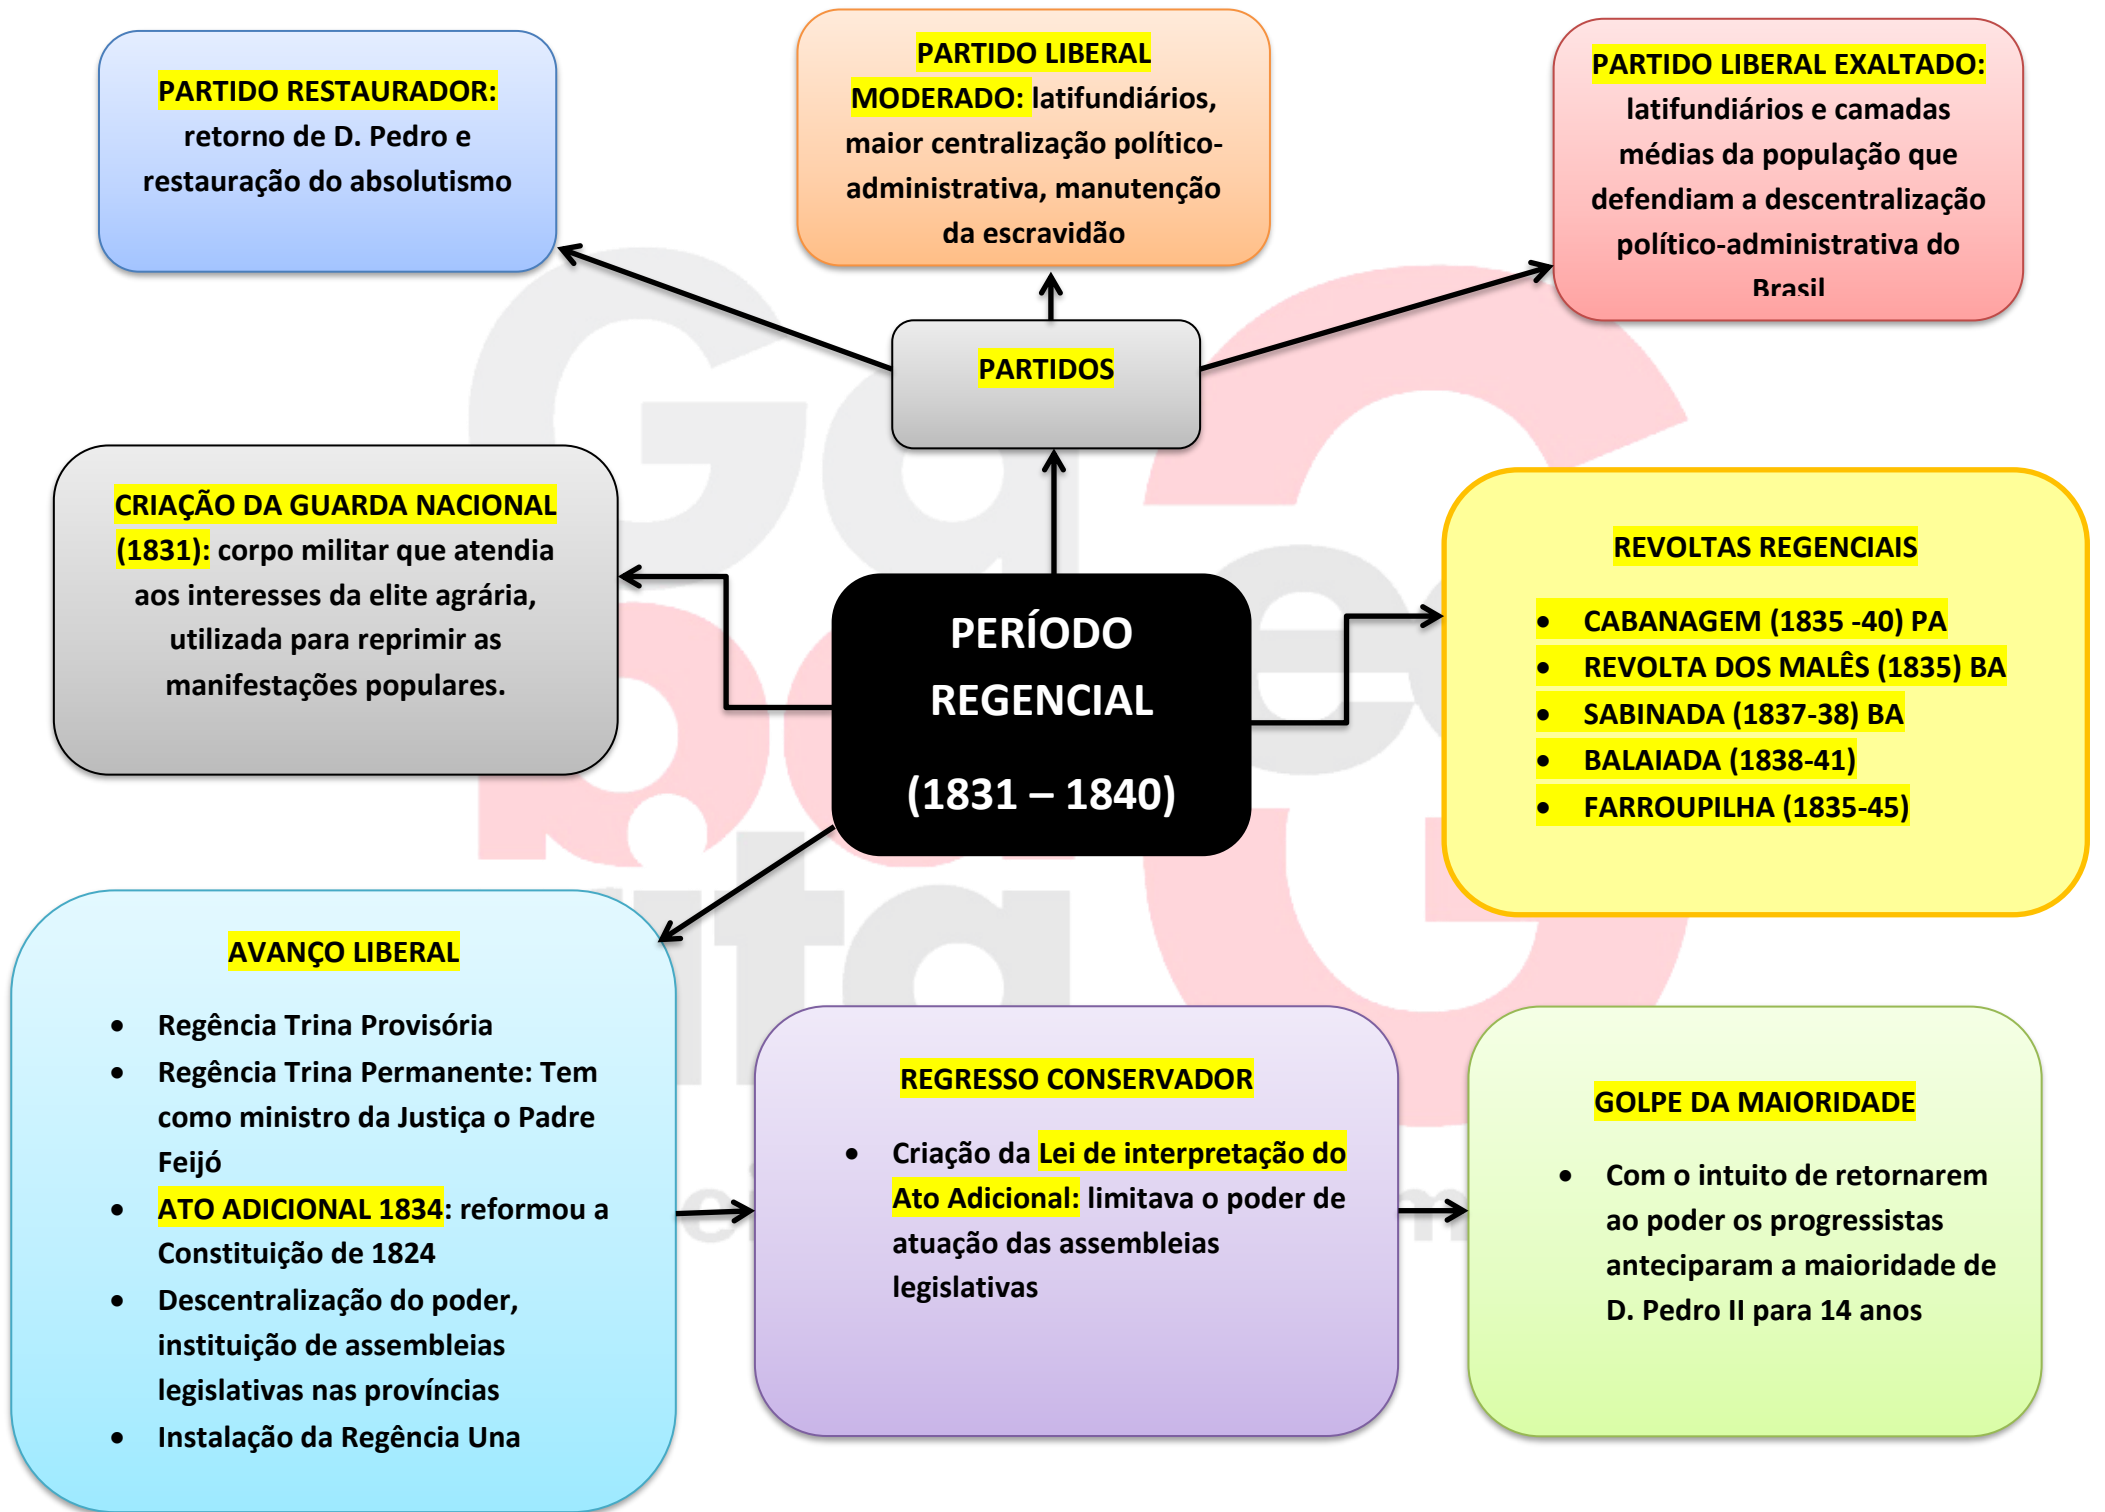 PARTIDO RESTAURADOR:
retorno de D. Pedro e
restauração do absolutismo
PARTIDO LIBERAL
MODERADO: latifundiários,
maior centralização político-
administrativa, manutenção
da escravidão
PARTIDO LIBERAL EXALTADO:
latifundiários e camadas
médias da população que
defendiam a descentralização
político-administrativa do
Brasil
PARTIDOS
CRIAÇÃO DA GUARDA NACIONAL
(1831): corpo militar que atendia
aos interesses da elite agrária,
utilizada para reprimir as
manifestações populares.
PERÍODO
REGENCIAL
(1831 – 1840)
REVOLTAS REGENCIAIS
• CABANAGEM (1835 -40) PA
• REVOLTA DOS MALÊS (1835) BA
• SABINADA (1837-38) BA
• BALAIADA (1838-41)
• FARROUPILHA (1835-45)
AVANÇO LIBERAL
• Regência Trina Provisória
• Regência Trina Permanente: Tem
como ministro da Justiça o Padre
Feijó
• ATO ADICIONAL 1834: reformou a
Constituição de 1824
• Descentralização do poder,
instituição de assembleias
legislativas nas províncias
• Instalação da Regência Una
REGRESSO CONSERVADOR
• Criação da Lei de interpretação do
Ato Adicional: limitava o poder de
atuação das assembleias
legislativas
GOLPE DA MAIORIDADE
• Com o intuito de retornarem
ao poder os progressistas
anteciparam a maioridade de
D. Pedro II para 14 anos